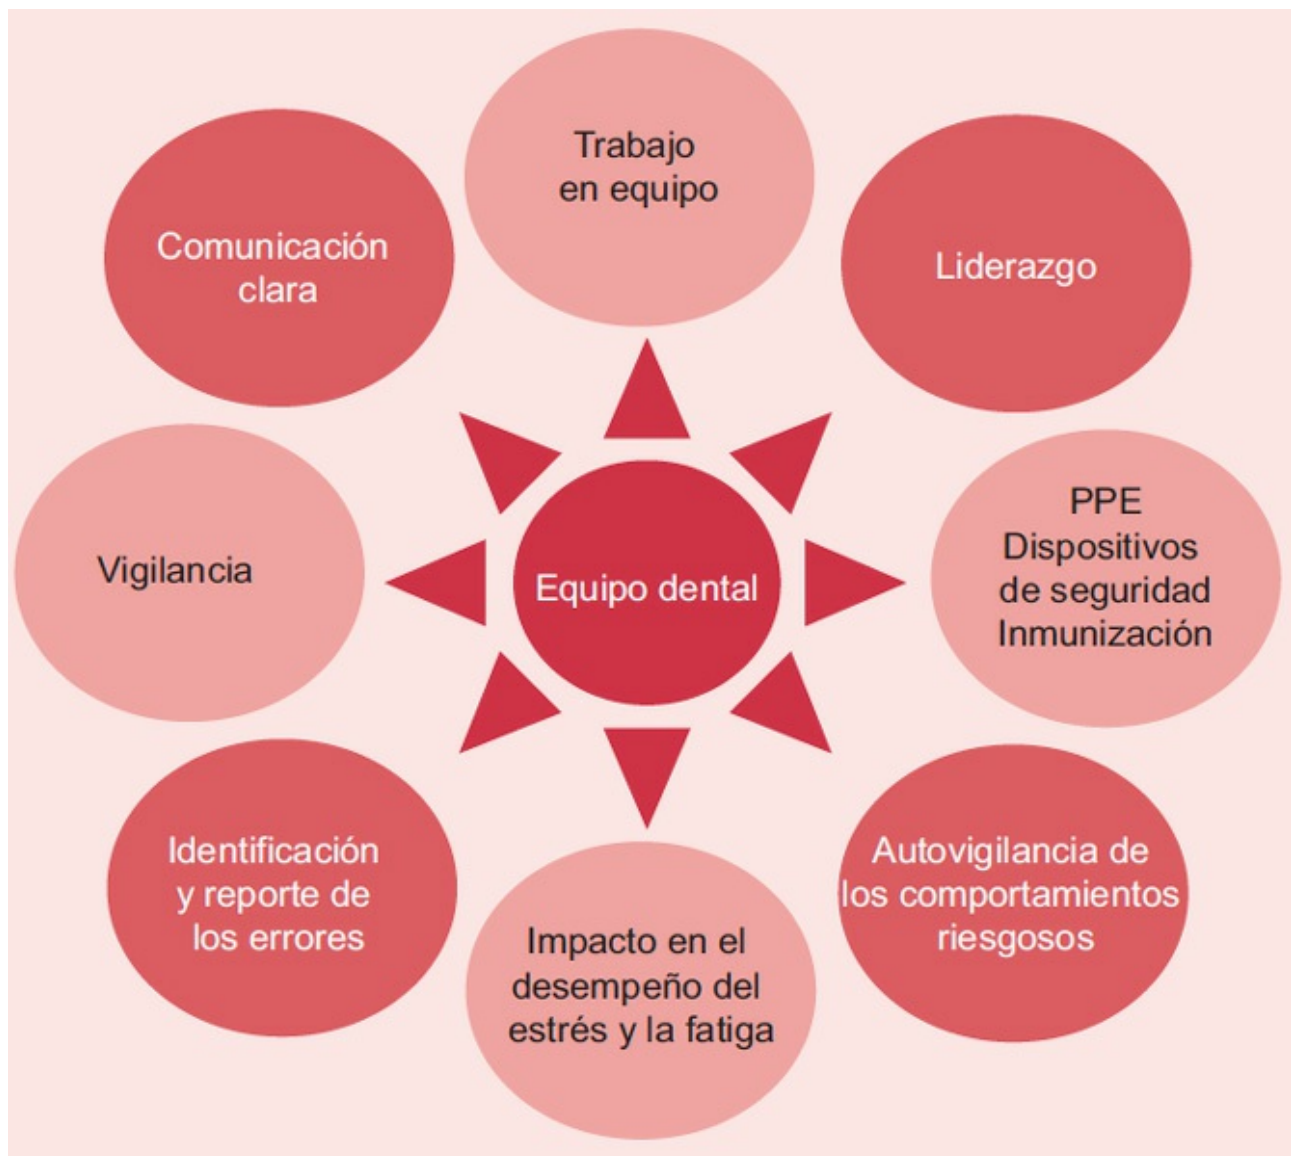 Trabajo
en equipo
Comunicación
clara
Liderazgo
Vigilancia
Equipo dental
PPE
Dispositivos
de seguridad
Inmunización
Identificación
y reporte de
los errores
Impacto en el
desempeño del
estrés y la fatiga
Autovigilancia de
los comportamientos
riesgosos